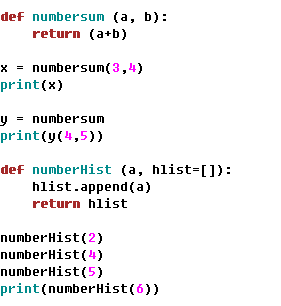 def numbersum (a, b):
    return (a+b)

x = numbersum(3,4)
print(x)

y = numbersum
print(y(4,5))

def numberHist (a, hlist=[]):
    hlist.append(a)
    return hlist

numberHist(2)
numberHist(4)
numberHist(5)
print(numberHist(6))